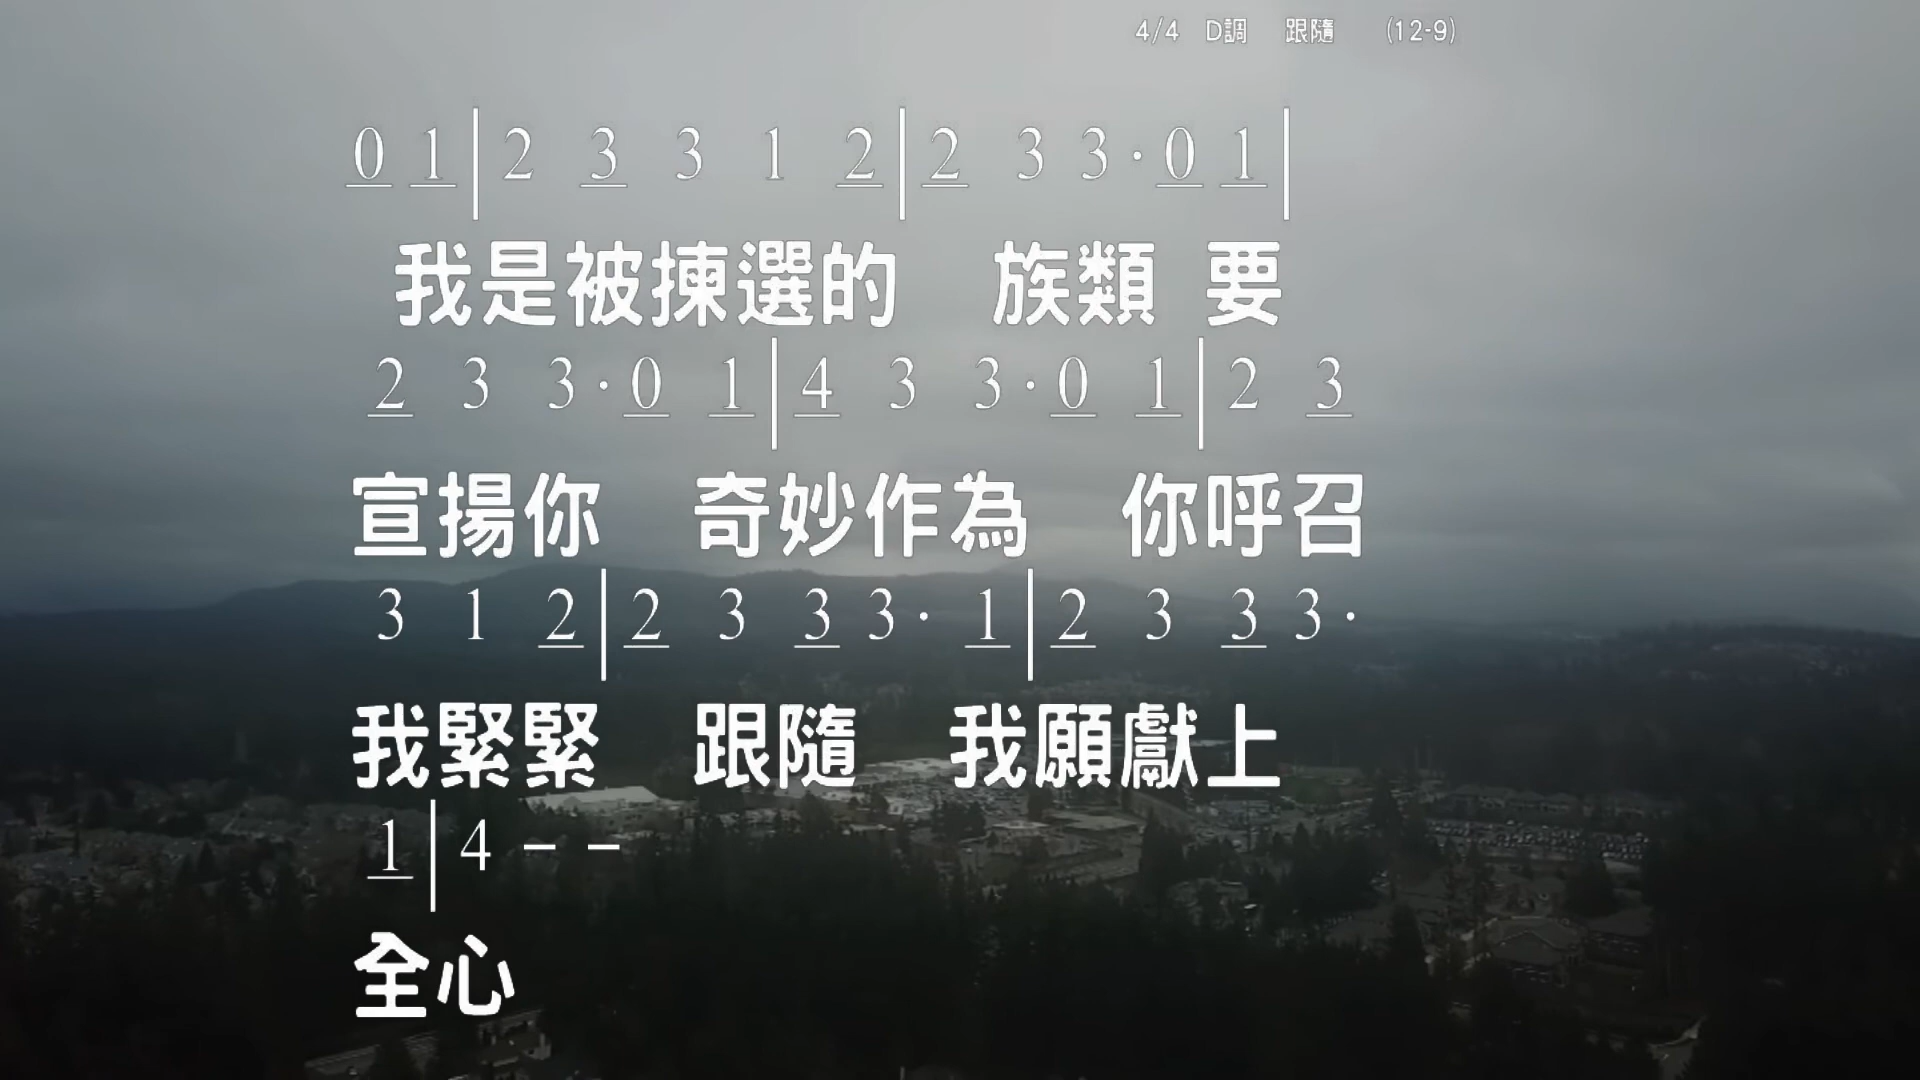 4/4 D調 跟隨 (12-9)
0 1 | 2 3 3 1 2 | 2 3 3 · 0 1 |
我是被揀選的 族類 要
2 3 3 · 0 1 | 4 3 3 · 0 1 | 2 3
宣揚你 奇妙作為 你呼召
3 1 2 | 2 3 3 3 · 1 | 2 3 3 3 ·
我緊緊 跟隨 我願獻上
1 | 4 – –
全心